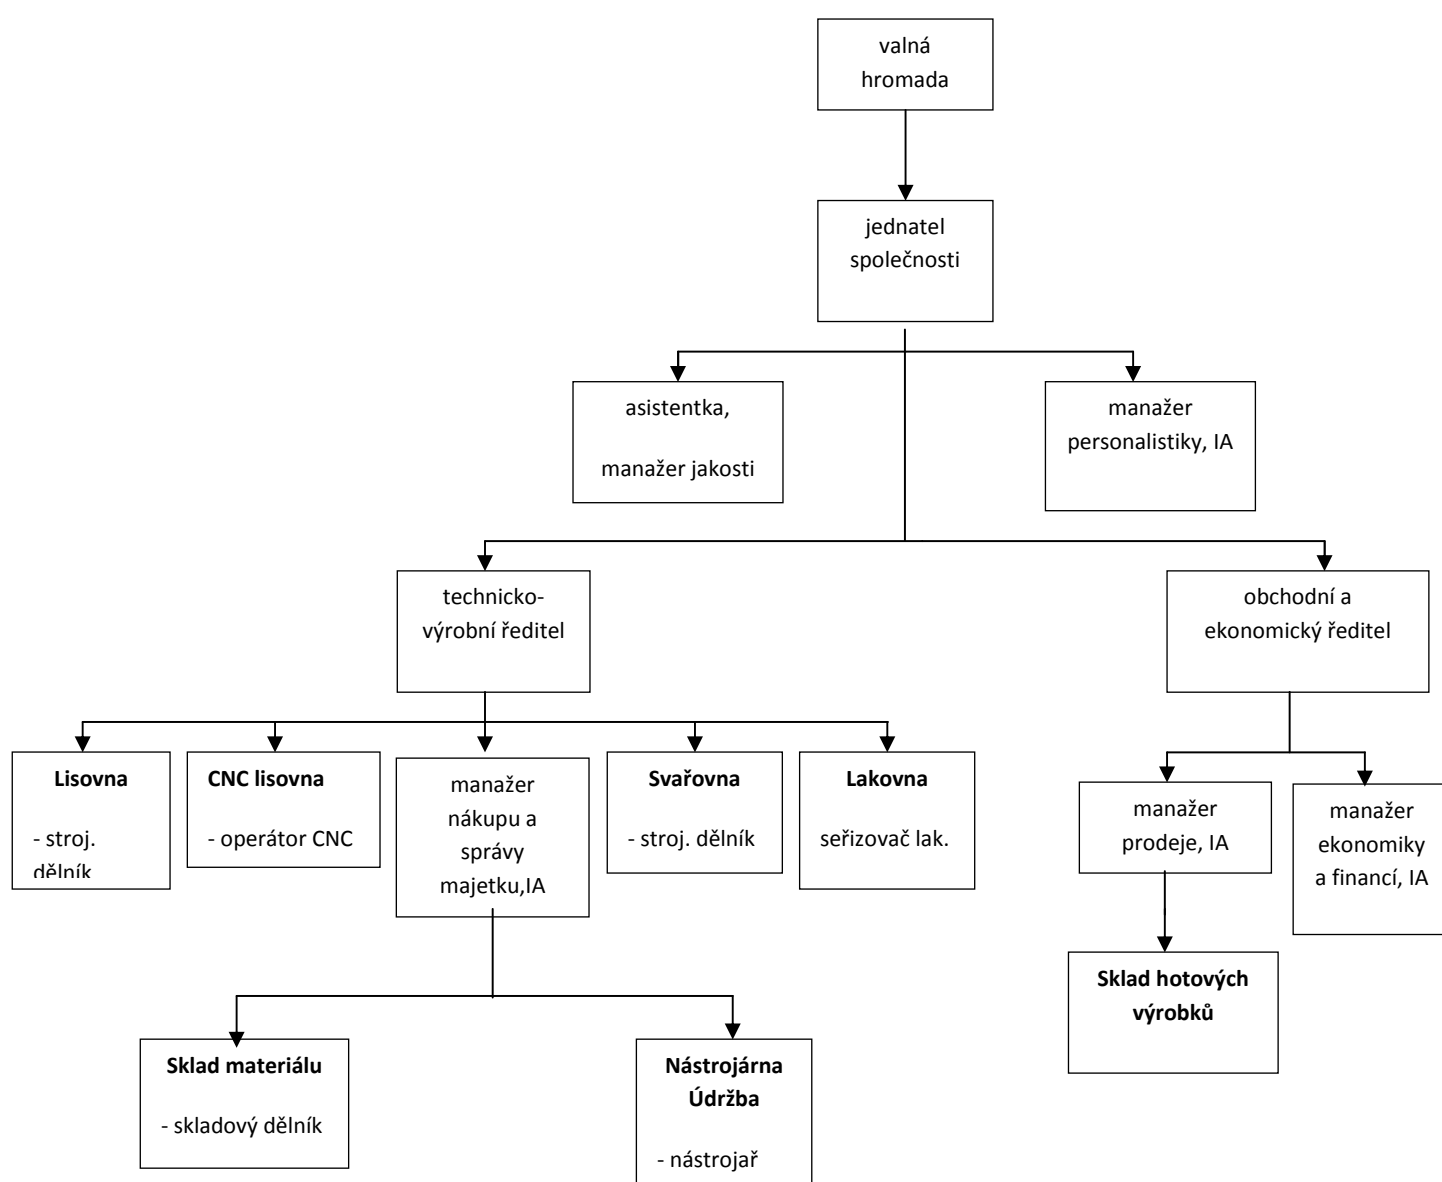 valná
hromada
jednatel
společnosti
asistentka,
manažer jakosti
manažer
personalistiky, IA
technicko-
výrobní ředitel
obchodní a
ekonomický ředitel
Lisovna
- stroj.
dělník
CNC lisovna
- operátor CNC
manažer
nákupu a
správy
majetku,IA
Svařovna
- stroj. dělník
Lakovna
seřizovač lak.
manažer
prodeje, IA
manažer
ekonomiky
a financí, IA
Sklad hotových
výrobků
Sklad materiálu
- skladový dělník
Nástrojárna
Údržba
- nástrojař